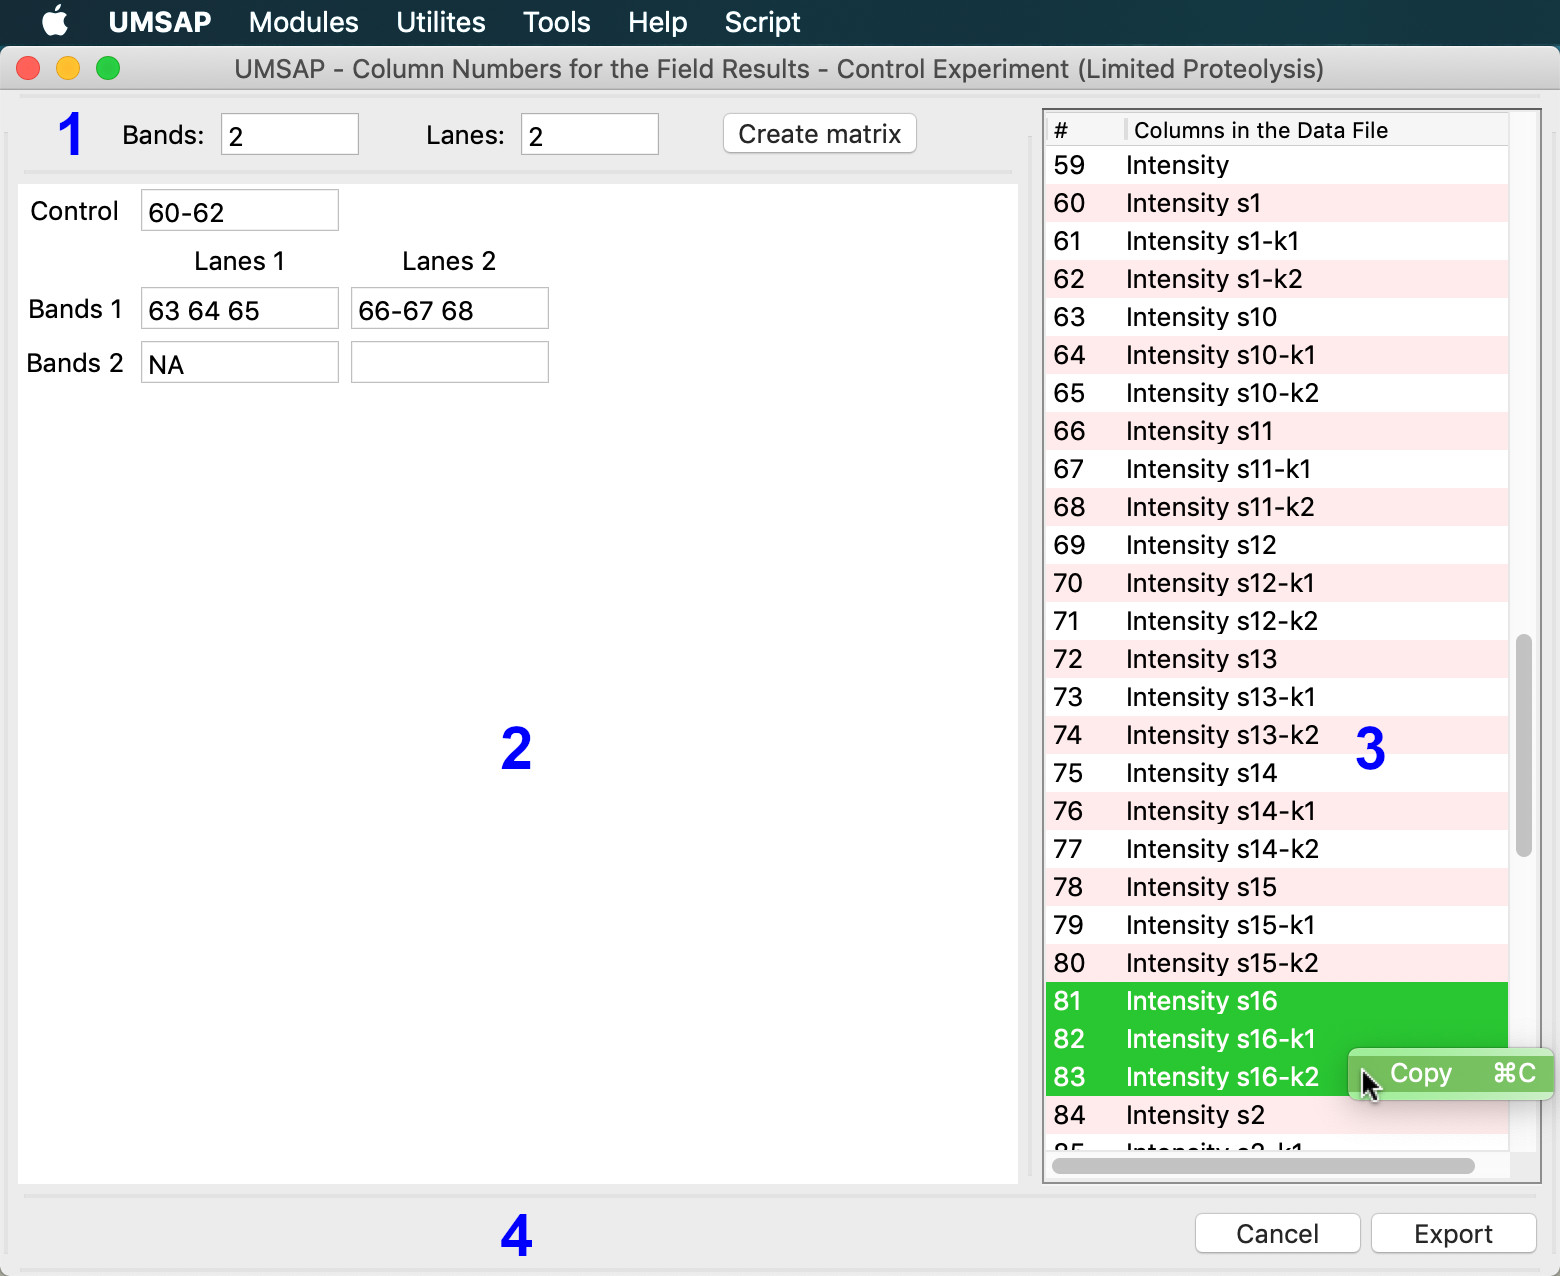 UMSAP Modules Utilites Tools Help Script
UMSAP - Column Numbers for the Field Results - Control Experiment (Limited Proteolysis)
1 Bands: 2 Lanes: 2 Create matrix
Control 60-62
Lanes 1 Lanes 2
Bands 1 63 64 65 66-67 68
Bands 2 NA
2
# Columns in the Data File
59 Intensity
60 Intensity s1
61 Intensity s1-k1
62 Intensity s1-k2
63 Intensity s10
64 Intensity s10-k1
65 Intensity s10-k2
66 Intensity s11
67 Intensity s11-k1
68 Intensity s11-k2
69 Intensity s12
70 Intensity s12-k1
71 Intensity s12-k2
72 Intensity s13
73 Intensity s13-k1
74 Intensity s13-k2
3
75 Intensity s14
76 Intensity s14-k1
77 Intensity s14-k2
78 Intensity s15
79 Intensity s15-k1
80 Intensity s15-k2
81 Intensity s16
82 Intensity s16-k1
83 Intensity s16-k2
Copy ⌘C
84 Intensity s2
4
Cancel Export